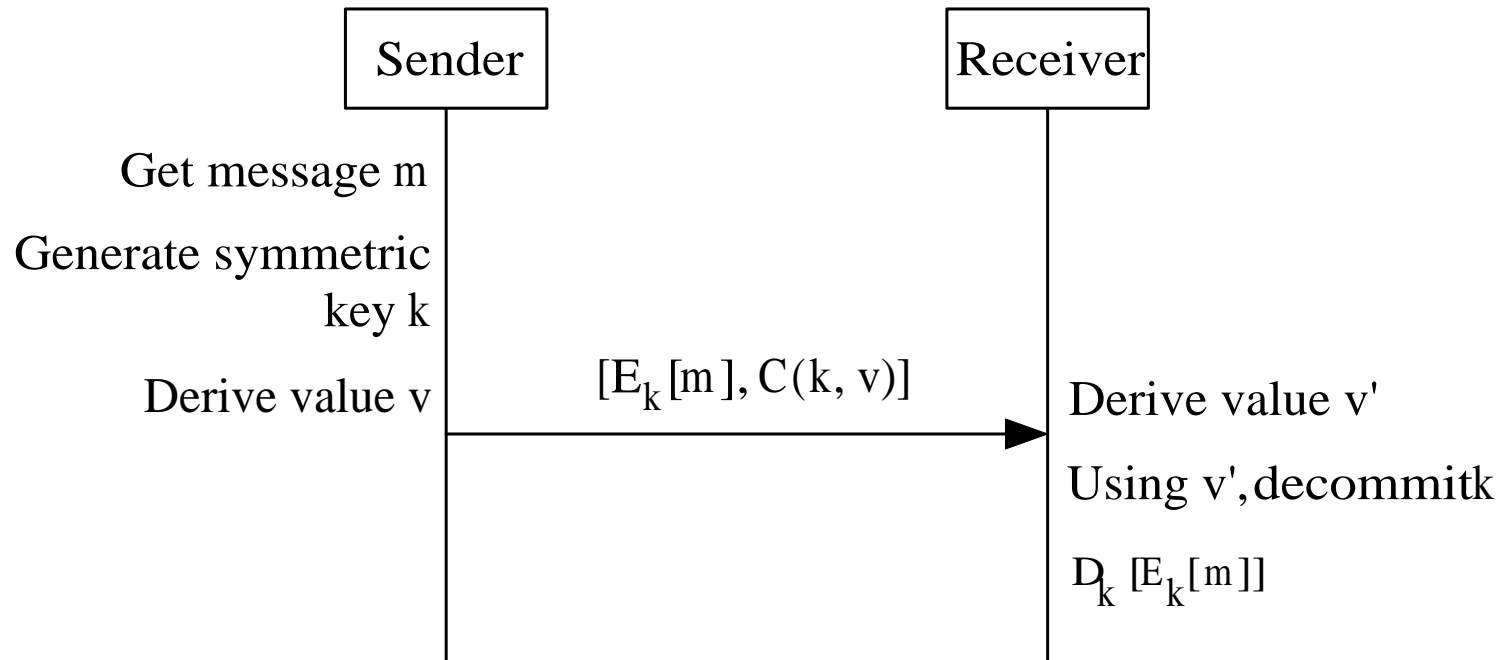 Sender
Receiver
Get message m
Generate symmetric
key k
Derive value v
[E_k[m], C(k, v)]
Derive value v'
Using v', decommit k
D_k [E_k[m]]